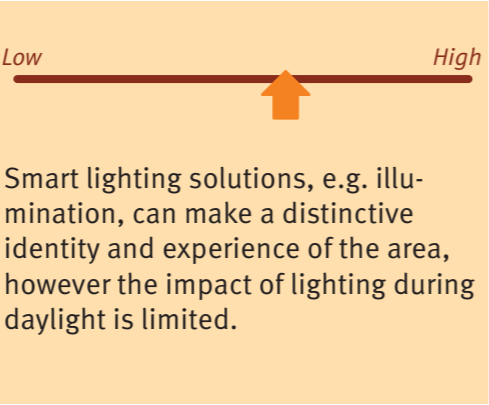 Low High
Smart lighting solutions, e.g. illu-
mination, can make a distinctive
identity and experience of the area,
however the impact of lighting during
daylight is limited.